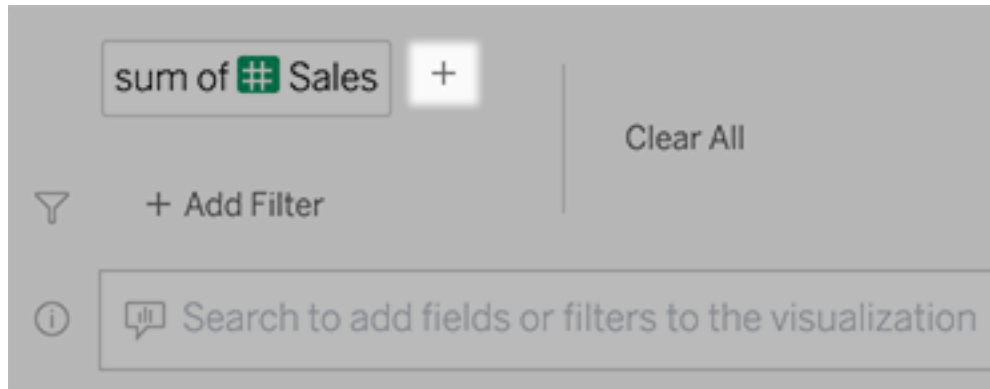 sum of # Sales +
Clear All
+ Add Filter
Search to add fields or filters to the visualization